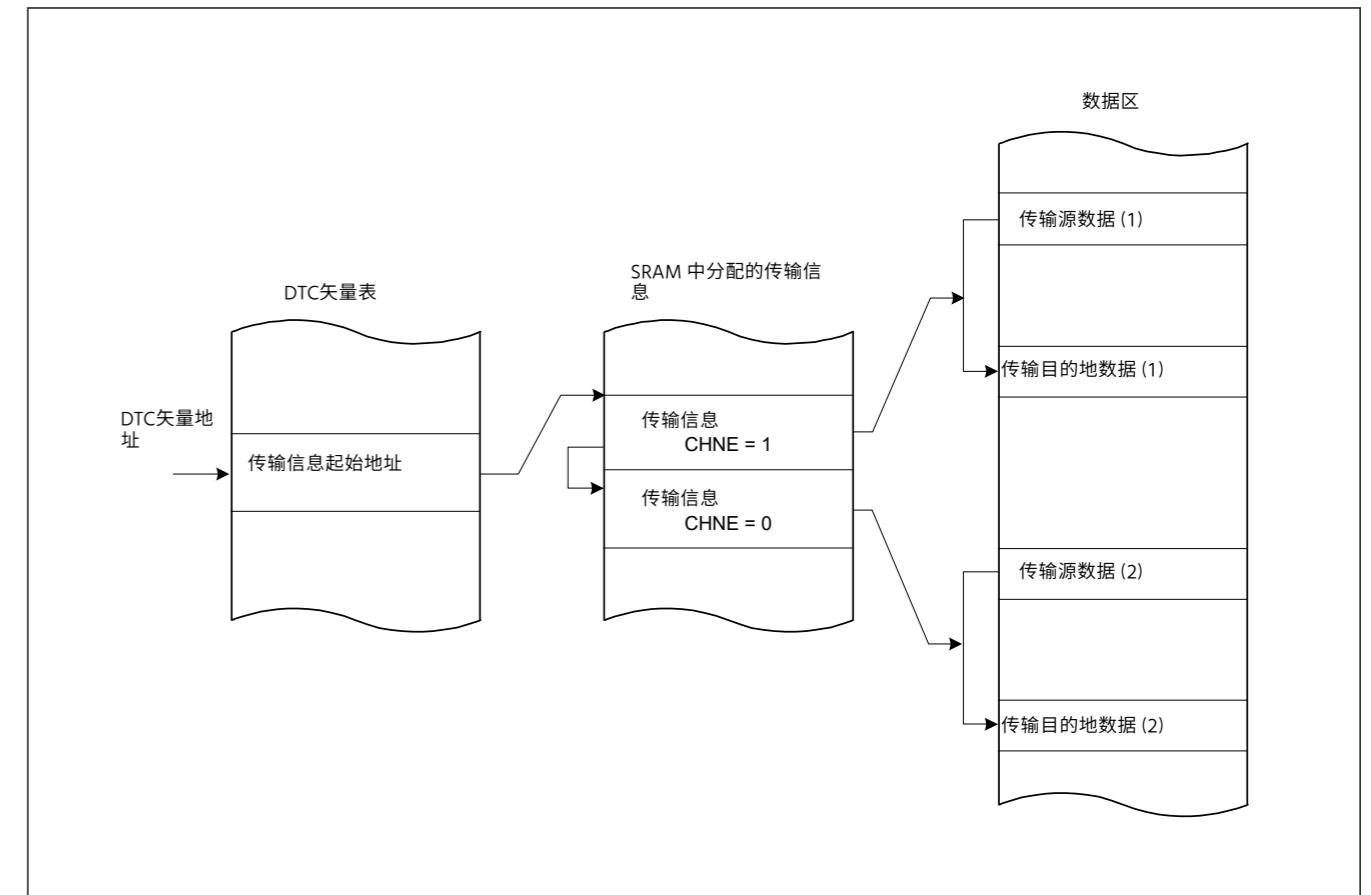 数据区
传输源数据 (1)
SRAM 中分配的传输信
息
DTC矢量表
传输目的地数据 (1)
DTC矢量地
址
传输信息
CHNE = 1
传输信息起始地址
传输信息
CHNE = 0
传输源数据 (2)
传输目的地数据 (2)